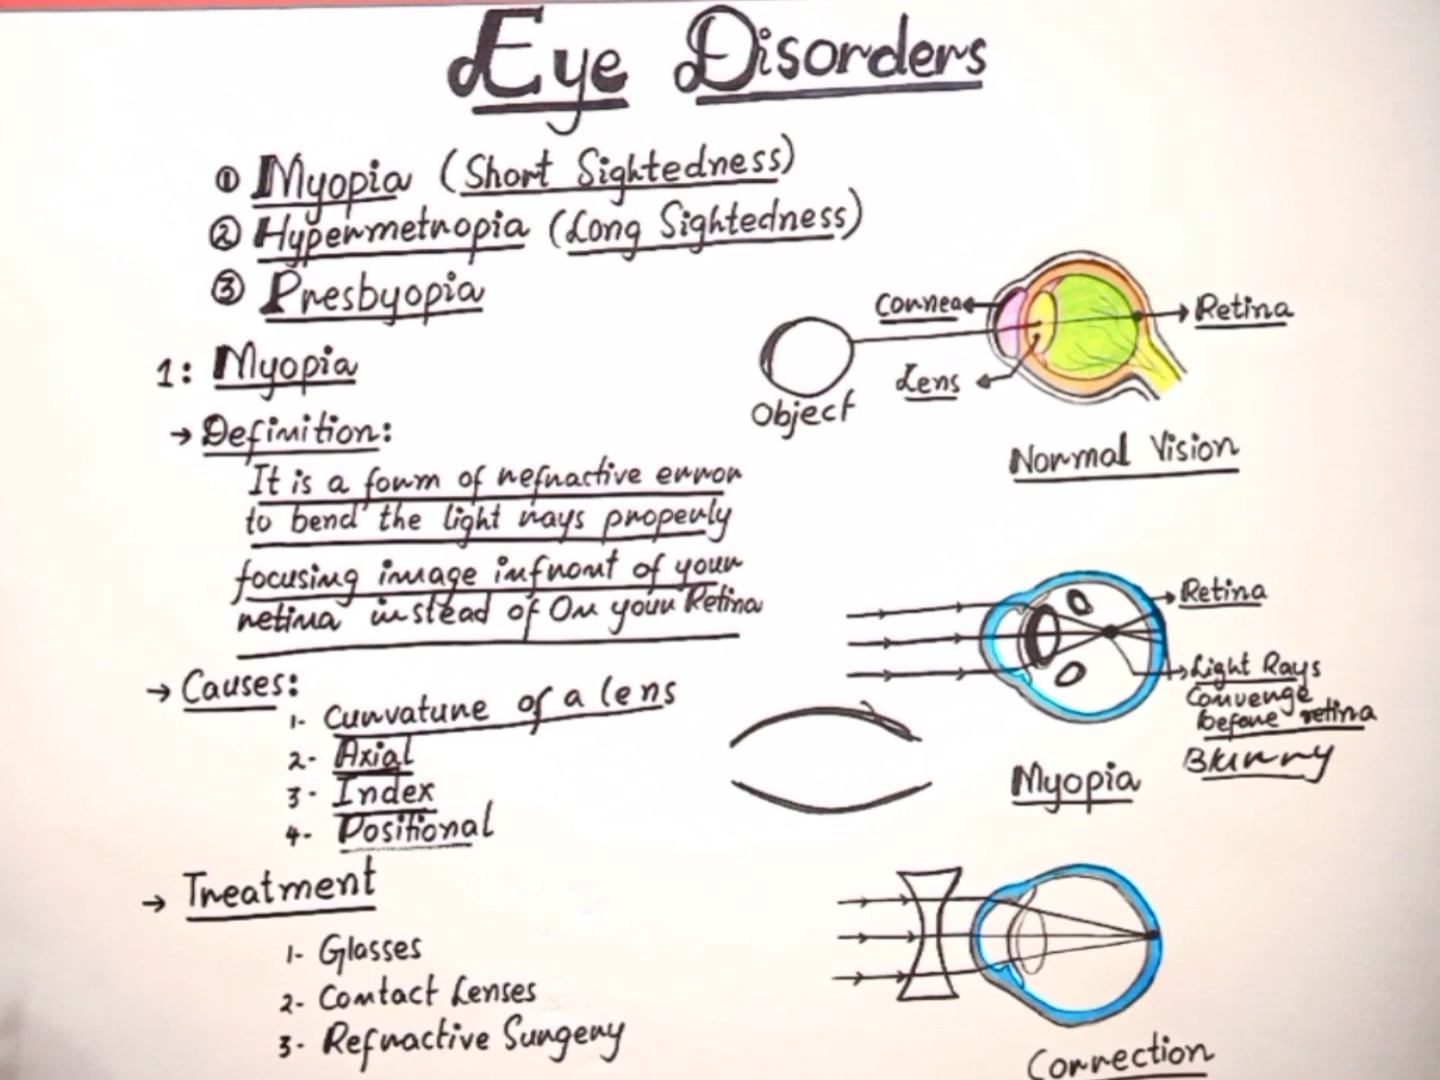 Eye Disorders
① Myopia (Short Sightedness)
② Hypermetropia (Long Sightedness)
③ Presbyopia
1: Myopia
→ Definition:
It is a form of refractive error
to bend the light rays properly
focusing image infront of your
retina instead of On your Retina
→ Causes:
1- Curvature of a lens
2- Axial
3- Index
4- Positional
→ Treatment
1- Glasses
2- Contact Lenses
3- Refractive Surgery
Cornea
Retina
Lens
Object
Normal Vision
Retina
Light Rays
Converge
before retina
Blurry
Myopia
Correction